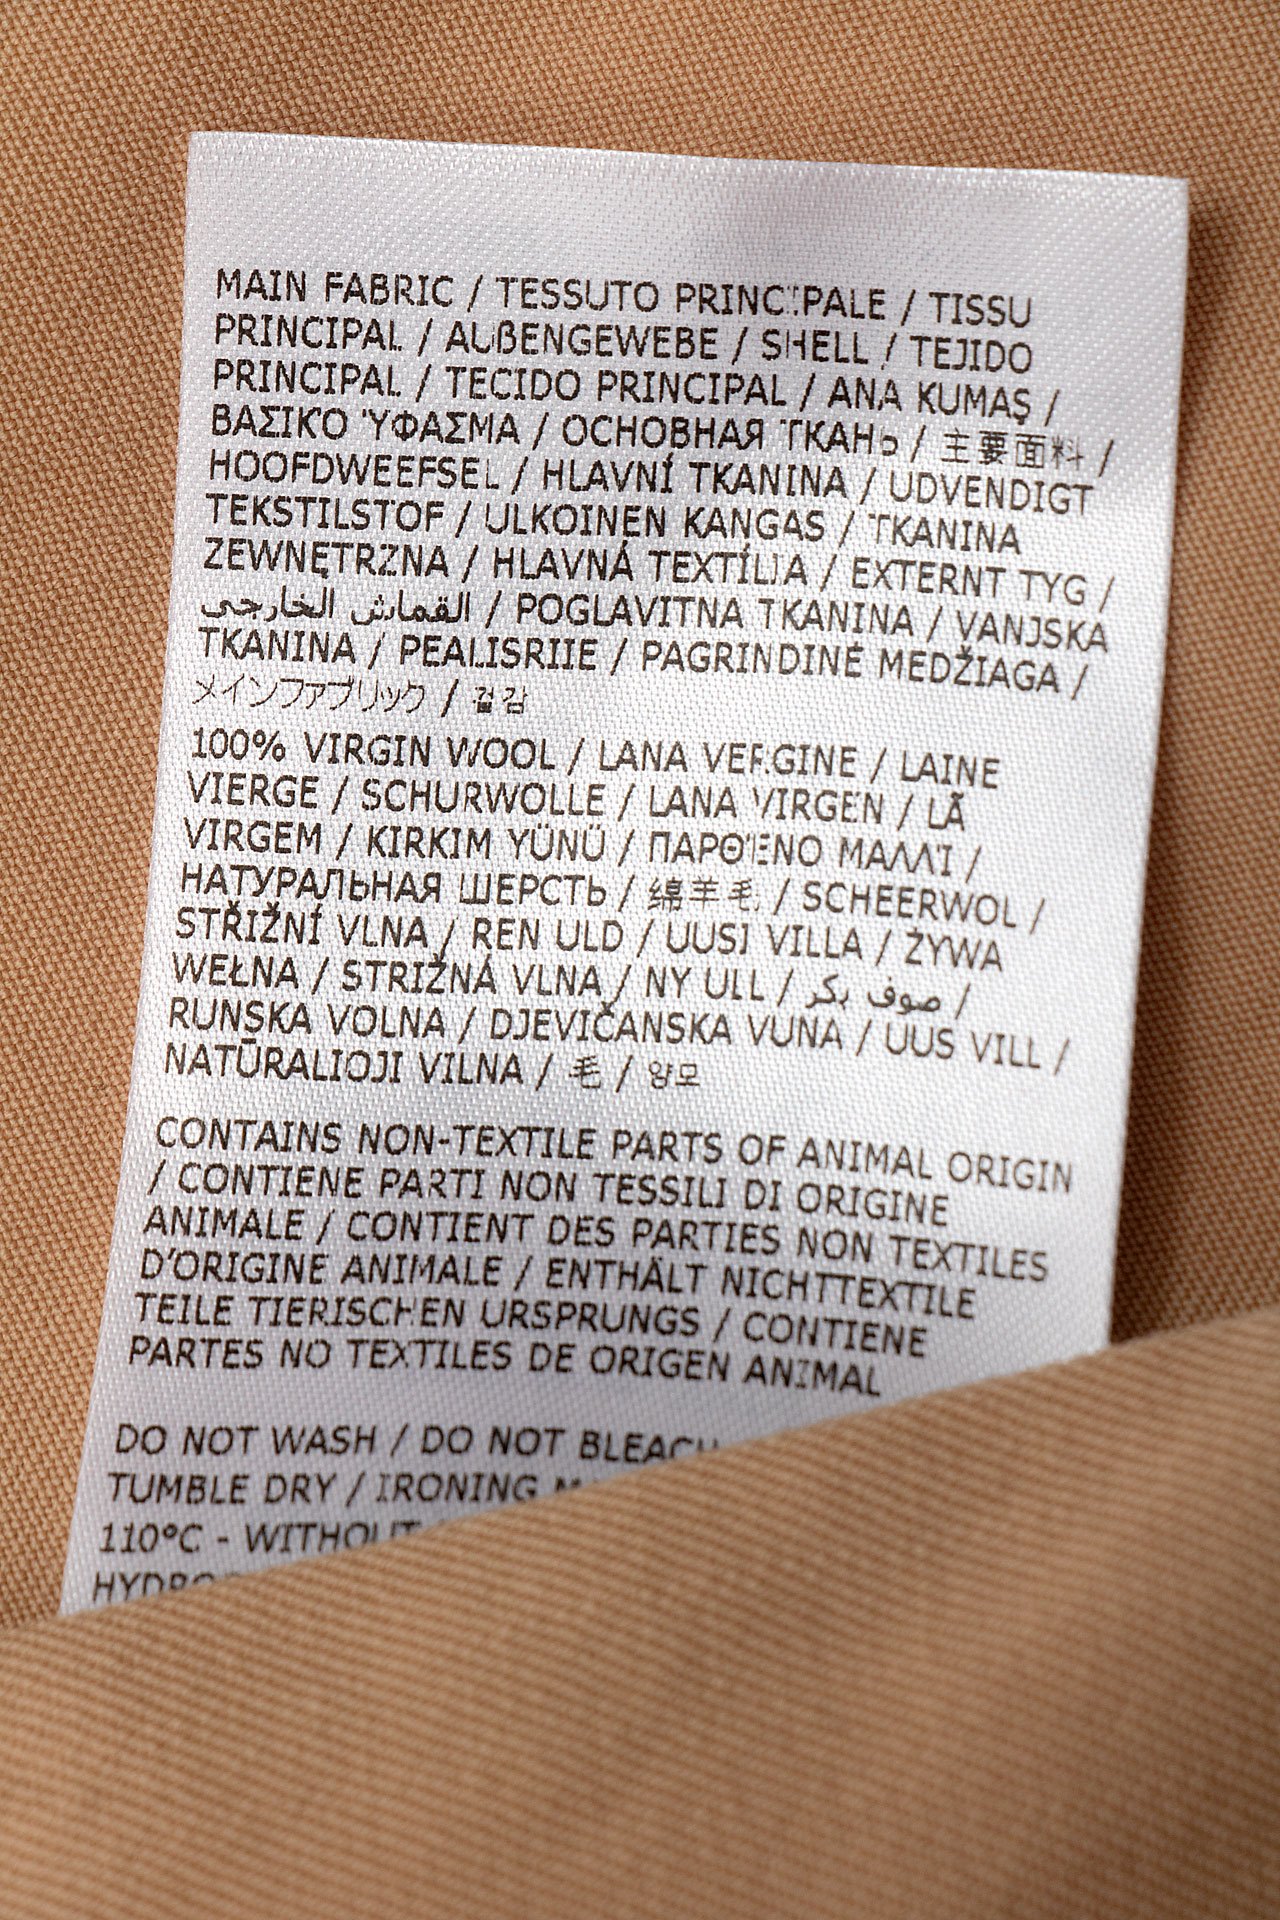 MAIN FABRIC / TESSUTO PRINCIPALE / TISSU
PRINCIPAL / AUßENGEWEBE / SHELL / TEJIDO
PRINCIPAL / TECIDO PRINCIPAL / ANA KUMAŞ /
ΒΑΣΙΚΌ ΎΦΑΣΜΑ / ОСНОВНАЯ ТКАНЬ / 主要面料 /
HOOFDWEEFSEL / HLAVNÍ TKANINA / UDVENDIGT
TEKSTILSTOF / ULKOINEN KANGAS / TKANINA
ZEWNĘTRZNA / HLAVNÁ TEXTÍLIA / EXTERNT TYG /
القماش الخارجى / POGLAVITNA TKANINA / VANJSKA
TKANINA / PEALISRIIE / PAGRINDINĖ MEDŽIAGA /
メインファブリック / 겉감
100% VIRGIN WOOL / LANA VERGINE / LAINE
VIERGE / SCHURWOLLE / LANA VIRGEN / LÃ
VIRGEM / KIRKIM YÜNÜ / ΠΑΡΘΈΝΟ ΜΑΛΛΊ /
НАТУРАЛЬНАЯ ШЕРСТЬ / 绵羊毛 / SCHEERWOL /
STŘIŽNÍ VLNA / REN ULD / UUSI VILLA / ŻYWA
WEŁNA / STRIŽNÁ VLNA / NY ULL / صوف بكر /
RUNSKA VOLNA / DJEVIČANSKA VUNA / UUS VILL /
NATŪRALIOJI VILNA / 毛 / 양모
CONTAINS NON-TEXTILE PARTS OF ANIMAL ORIGIN
/ CONTIENE PARTI NON TESSILI DI ORIGINE
ANIMALE / CONTIENT DES PARTIES NON TEXTILES
D'ORIGINE ANIMALE / ENTHÄLT NICHTTEXTILE
TEILE TIERISCHEN URSPRUNGS / CONTIENE
PARTES NO TEXTILES DE ORIGEN ANIMAL
DO NOT WASH / DO NOT BLEACH
TUMBLE DRY / IRONING
110°C - WITHOUT